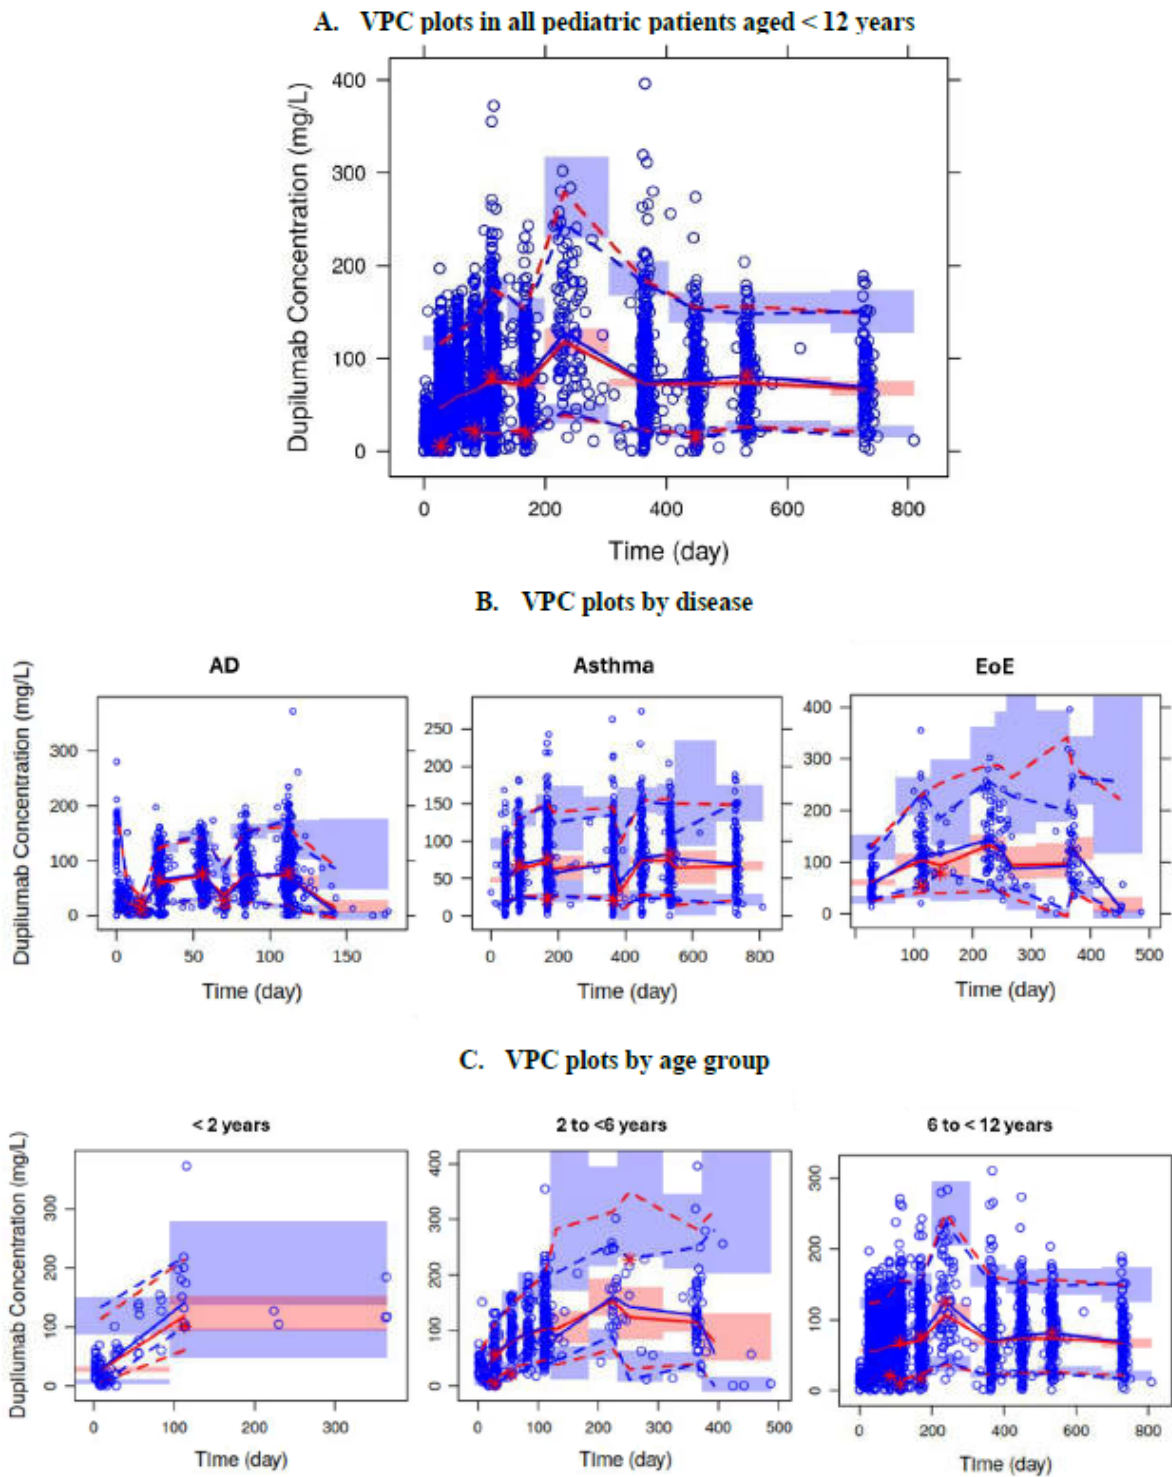 A. VPC plots in all pediatric patients aged < 12 years
Dupilumab Concentration (mg/L)
400
300
200
100
0
0 200 400 600 800
Time (day)
B. VPC plots by disease
AD
Dupilumab Concentration (mg/L)
300
200
100
0
0 50 100 150
Time (day)
Asthma
250
200
150
100
50
0
0 200 400 600 800
Time (day)
EoE
400
300
200
100
0
100 200 300 400 500
Time (day)
C. VPC plots by age group
< 2 years
Dupilumab Concentration (mg/L)
300
200
100
0
0 100 200 300
Time (day)
2 to <6 years
400
300
200
100
0
0 100 200 300 400 500
Time (day)
6 to < 12 years
300
200
100
0
0 200 400 600 800
Time (day)